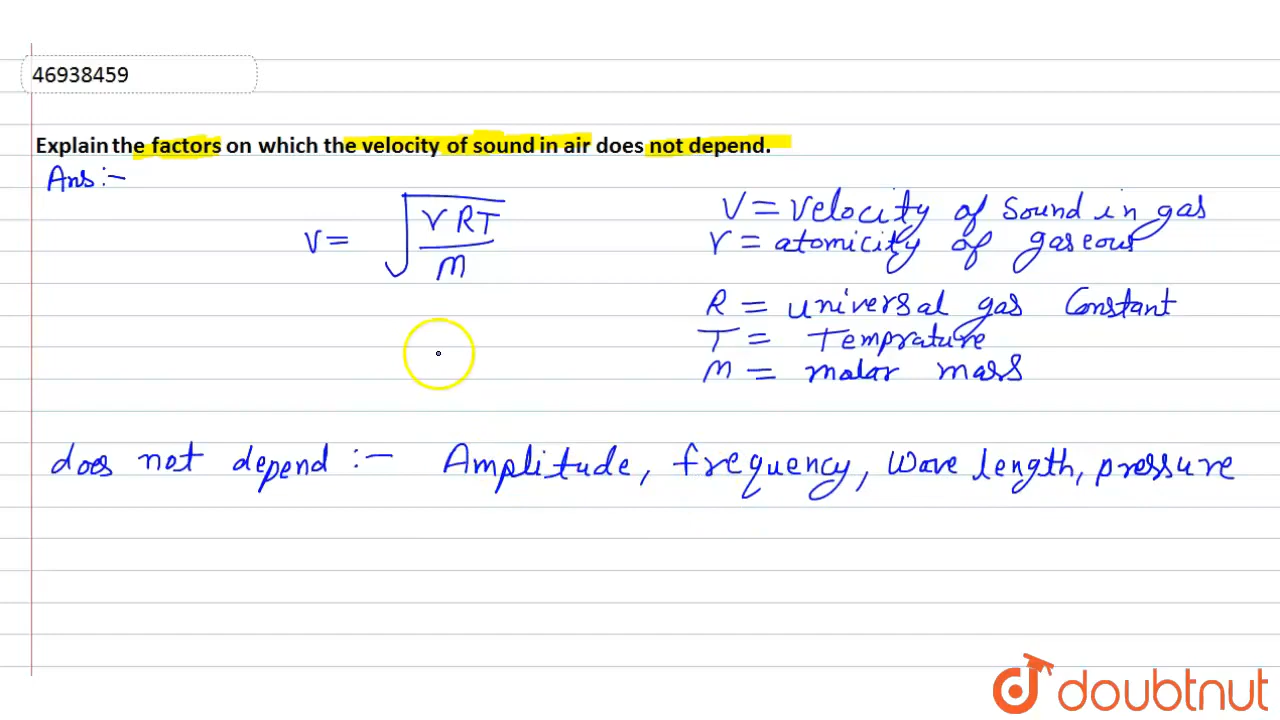 46938459
Explain the factors on which the velocity of sound in air does not depend.
Ans :-
v = √(γRT/M)
V = Velocity of Sound in gas
γ = atomicity of gaseous
R = universal gas Constant
T = Temprature
M = molar mass
does not depend :- Amplitude, frequency, Wave length, pressure
doubtnut